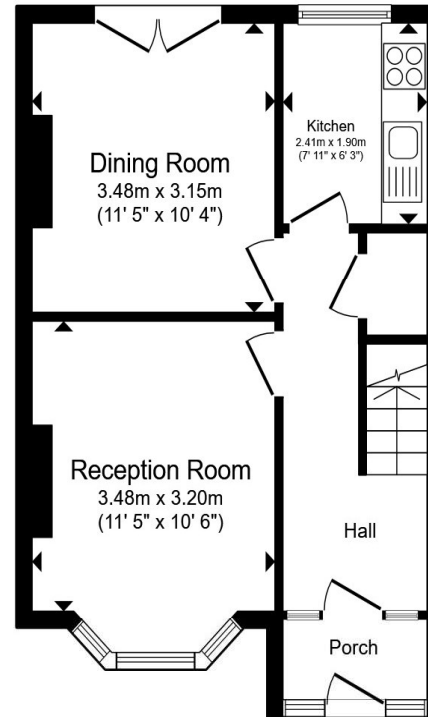 Kitchen
2.41m x 1.90m
(7' 11" x 6' 3")
Dining Room
3.48m x 3.15m
(11' 5" x 10' 4")
Reception Room
3.48m x 3.20m
(11' 5" x 10' 6")
Hall
Porch